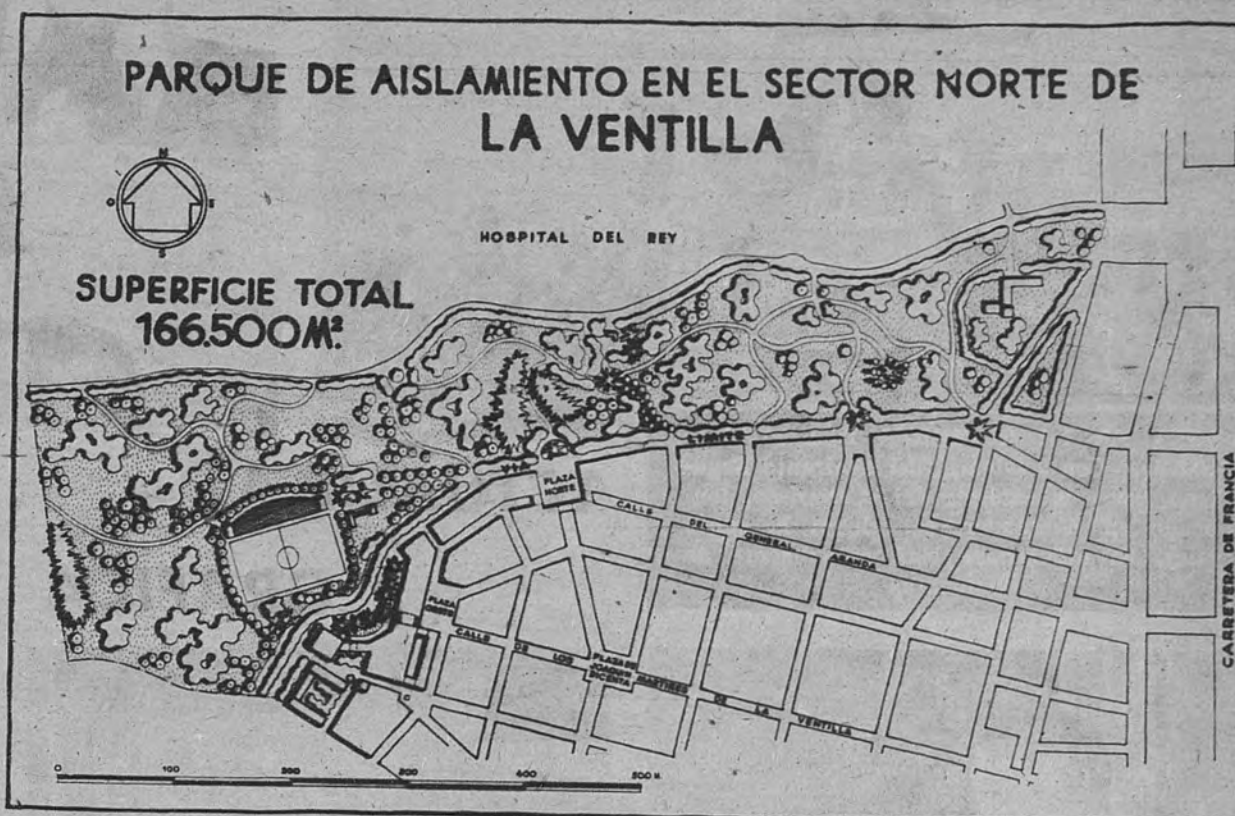 PARQUE DE AISLAMIENTO EN EL SECTOR NORTE DE
LA VENTILLA
N
O
E
S
HOSPITAL DEL REY
SUPERFICIE TOTAL
166.500M².
VIA LIMITE
PLAZA
NORTE
CALLE DEL GENERAL ARANDA
PLAZA
CALLE DE LOS MARTIRES DE LA VENTILLA
PLAZA DE
JOAQUIN
DICENTA
CARRETERA DE FRANCIA
0 100 200 300 400 500 M.